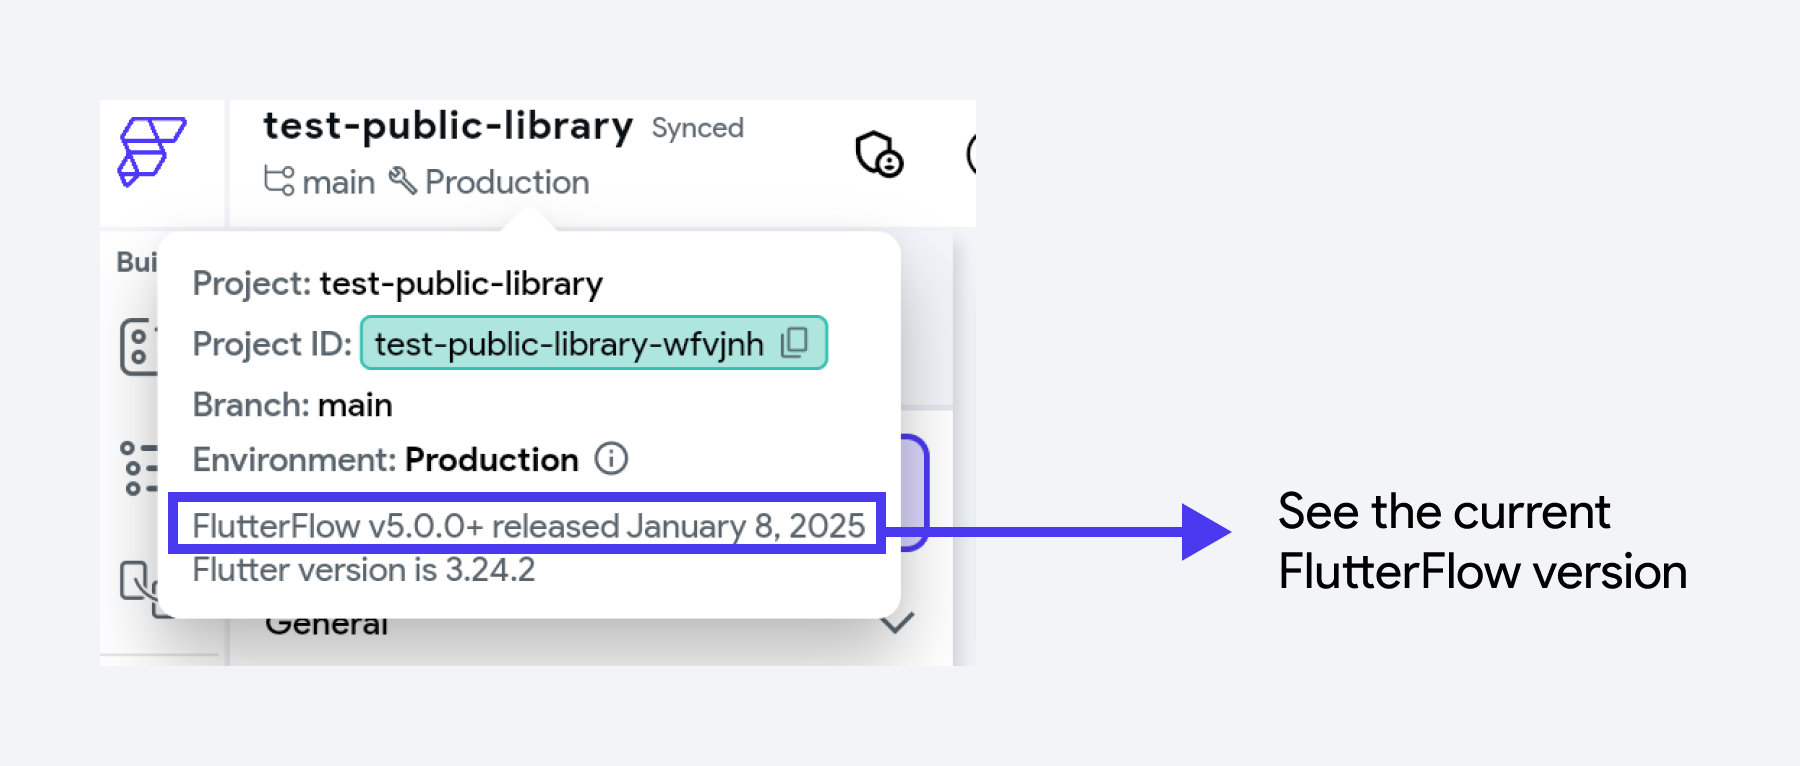 test-public-library Synced
main Production
Bui
Project: test-public-library
Project ID: test-public-library-wfvjnh
Branch: main
Environment: Production
FlutterFlow v5.0.0+ released January 8, 2025
Flutter version is 3.24.2
General
See the current
FlutterFlow version